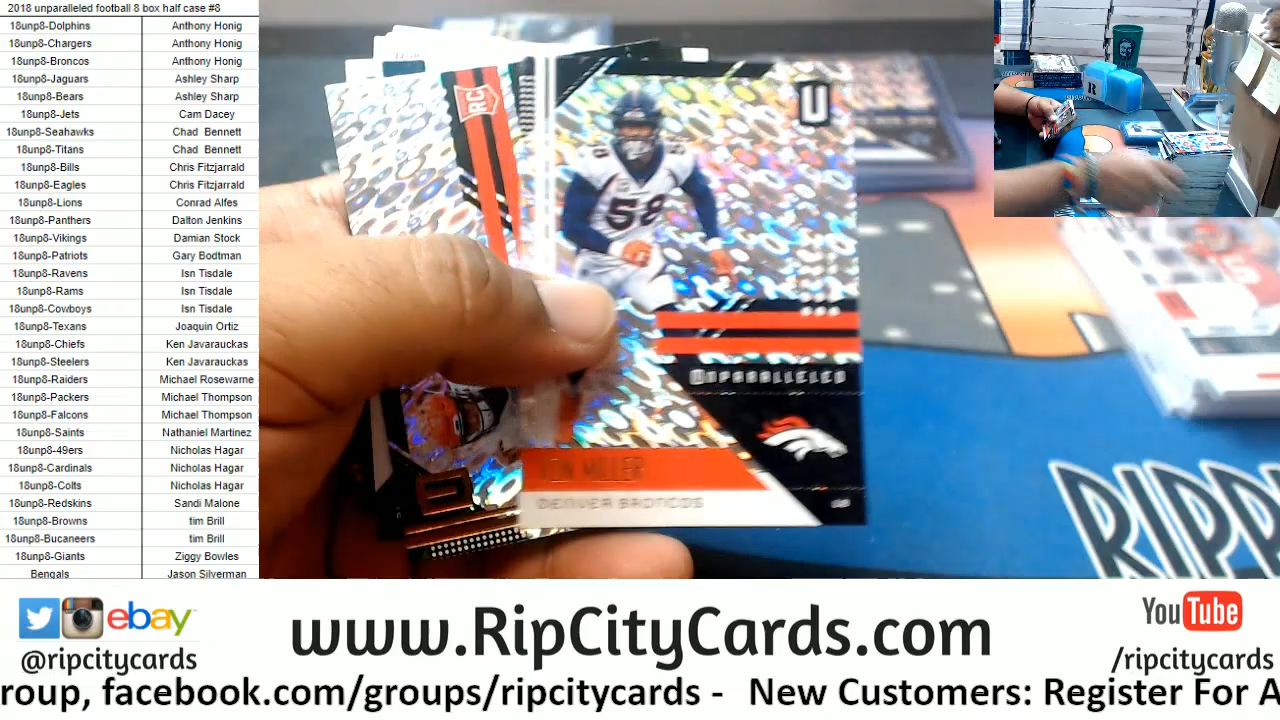 2018 unparalleled football 8 box half case #8
18unp8-Dolphins Anthony Honig
18unp8-Chargers Anthony Honig
18unp8-Broncos Anthony Honig
18unp8-Jaguars Ashley Sharp
18unp8-Bears Ashley Sharp
18unp8-Jets Cam Dacey
18unp8-Seahawks Chad Bennett
18unp8-Titans Chad Bennett
18unp8-Bills Chris Fitzjarrald
18unp8-Eagles Chris Fitzjarrald
18unp8-Lions Conrad Alfes
18unp8-Panthers Dalton Jenkins
18unp8-Vikings Damian Stock
18unp8-Patriots Gary Bodtman
18unp8-Ravens Isn Tisdale
18unp8-Rams Isn Tisdale
18unp8-Cowboys Isn Tisdale
18unp8-Texans Joaquin Ortiz
18unp8-Chiefs Ken Javarauckas
18unp8-Steelers Ken Javarauckas
18unp8-Raiders Michael Rosewarne
18unp8-Packers Michael Thompson
18unp8-Falcons Michael Thompson
18unp8-Saints Nathaniel Martinez
18unp8-49ers Nicholas Hagar
18unp8-Cardinals Nicholas Hagar
18unp8-Colts Nicholas Hagar
18unp8-Redskins Sandi Malone
18unp8-Browns tim Brill
18unp8-Bucaneers tim Brill
18unp8-Giants Ziggy Bowles
Bengals Jason Silverman
RC
U
58
UNPARALLELED
VON MILLER
DENVER BRONCOS
RIPP
ebay
@ripcitycards
www.RipCityCards.com
YouTube
/ripcitycards
roup, facebook.com/groups/ripcitycards - New Customers: Register For A